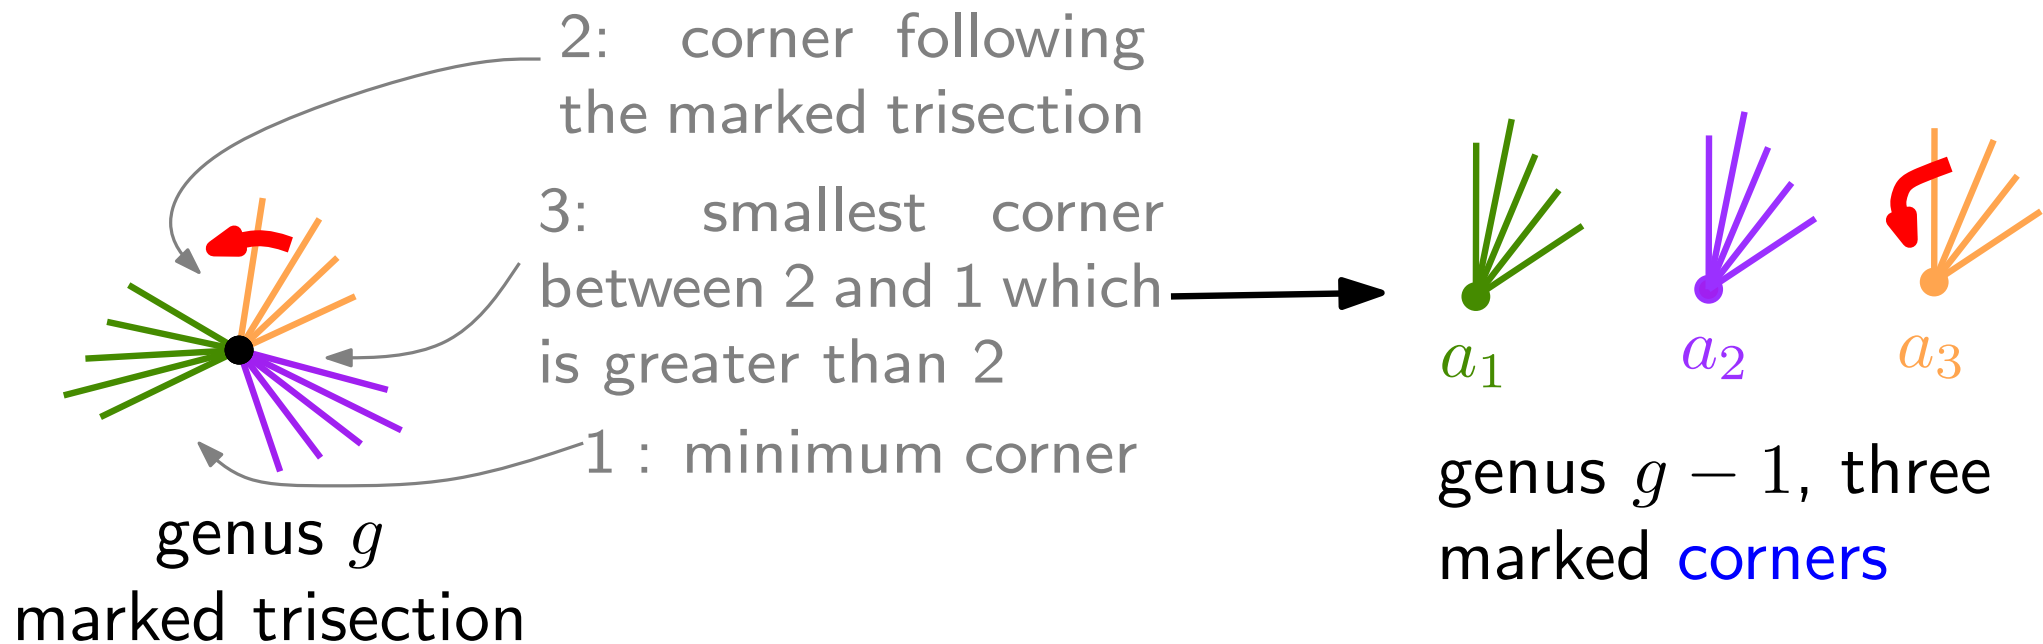 2: corner following
the marked trisection
3: smallest corner
between 2 and 1 which
is greater than 2
1 : minimum corner
genus g
marked trisection
a₁ a₂ a₃
genus g − 1, three
marked corners